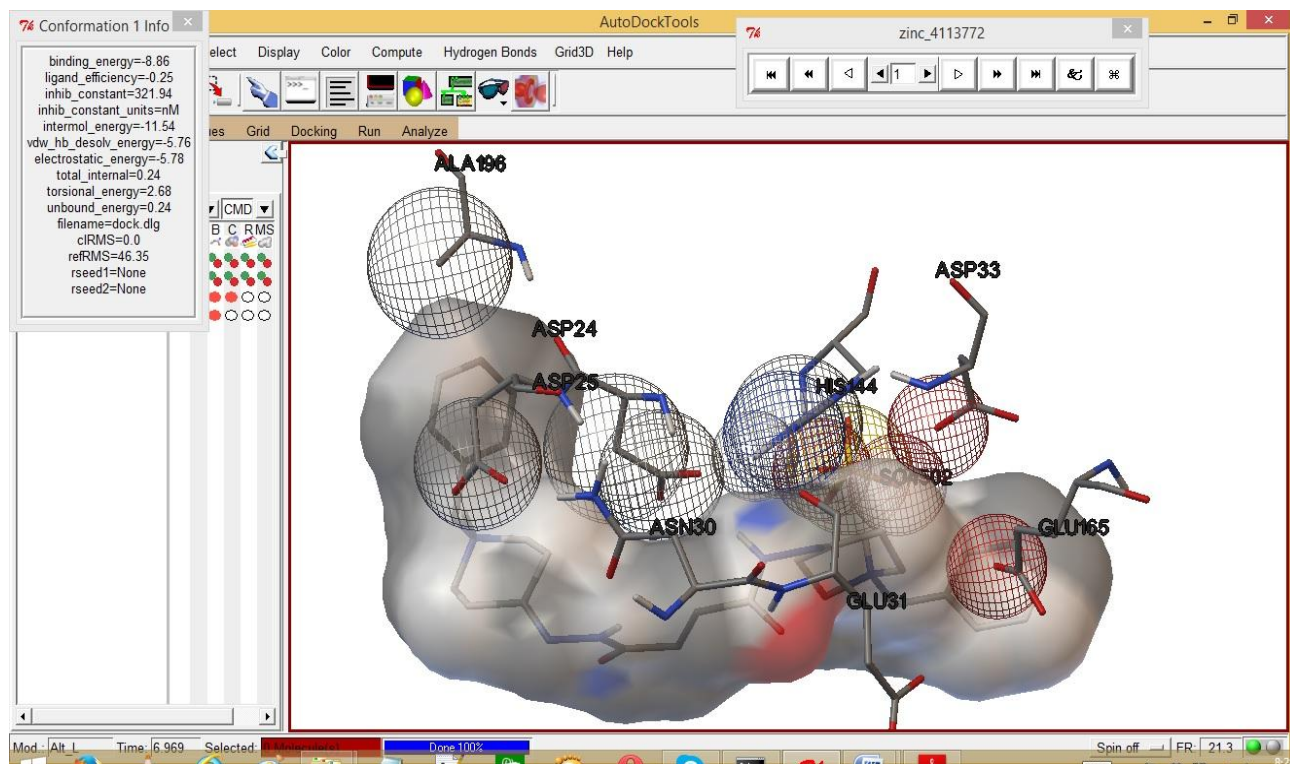 Conformation 1 Info
binding_energy=-8.86
ligand_efficiency=-0.25
inhib_constant=321.94
inhib_constant_units=nM
intermol_energy=-11.54
vdw_hb_desolv_energy=-5.76
electrostatic_energy=-5.78
total_internal=0.24
torsional_energy=2.68
unbound_energy=0.24
filename=dock.dlg
clRMS=0.0
refRMS=46.35
rseed1=None
rseed2=None
AutoDockTools
elect Display Color Compute Hydrogen Bonds Grid3D Help
zinc_4113772
1
es Grid Docking Run Analyze
CMD
B C R MS
ALA196
ASP33
ASP24
ASP25
HIS144
ASN30
GLU165
GLU31
Mod.: Alt_L Time: 6.969 Selected: Done 100% Spin off FR: 21.3